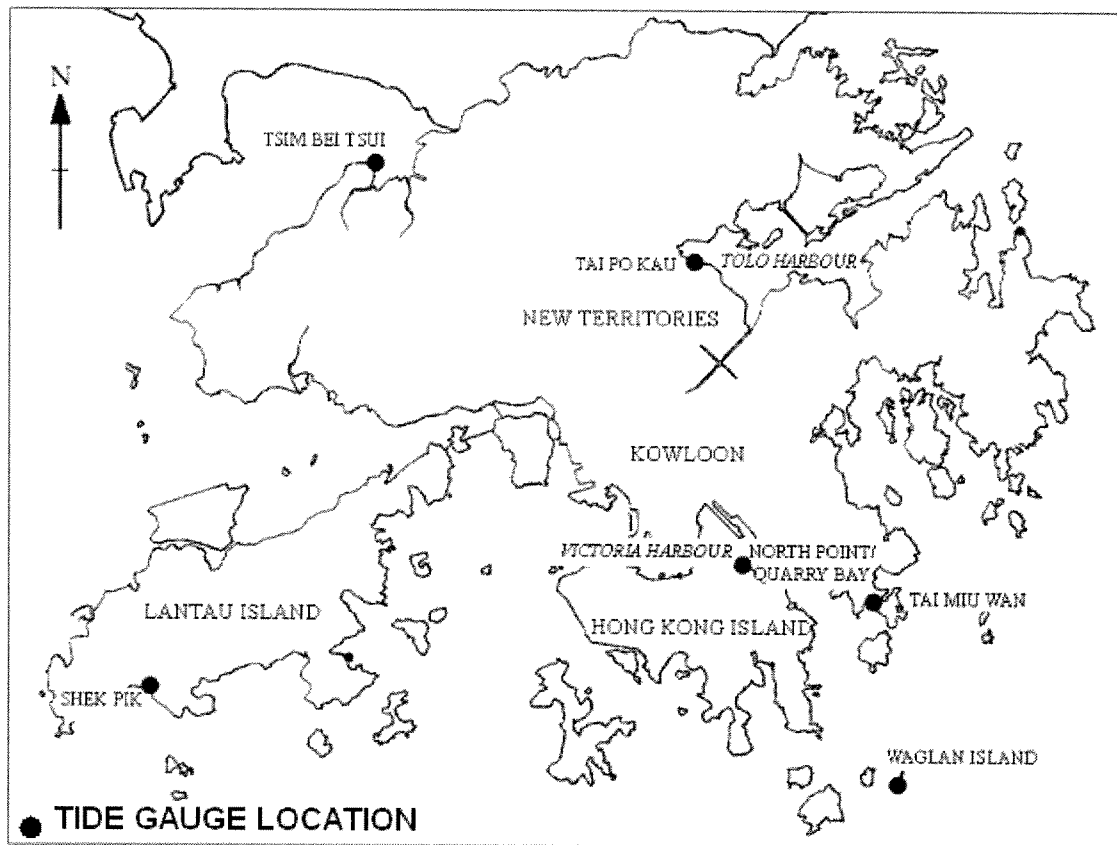 N
TSIM BEI TSUI
TAI PO KAU
TOLO HARBOUR
NEW TERRITORIES
KOWLOON
VICTORIA HARBOUR
NORTH POINT/
QUARRY BAY
LANTAU ISLAND
TAI MIU WAN
HONG KONG ISLAND
SHEK PIK
WAGLAN ISLAND
TIDE GAUGE LOCATION